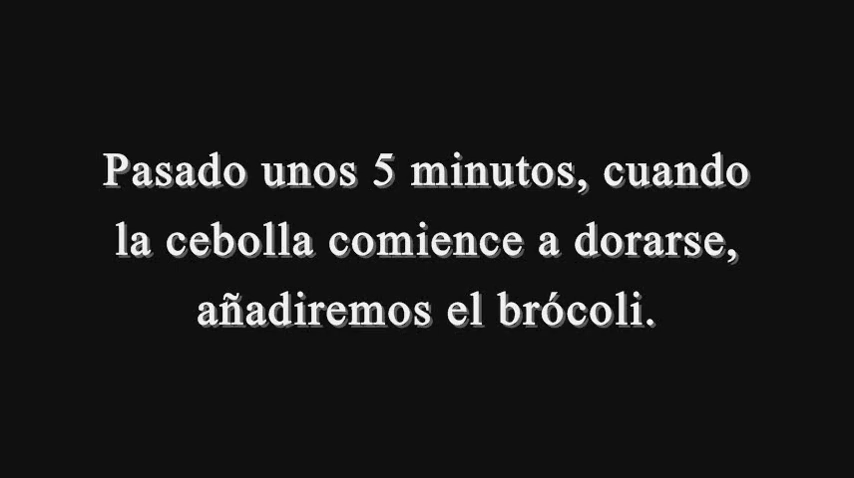 Pasado unos 5 minutos, cuando
la cebolla comience a dorarse,
añadiremos el brócoli.